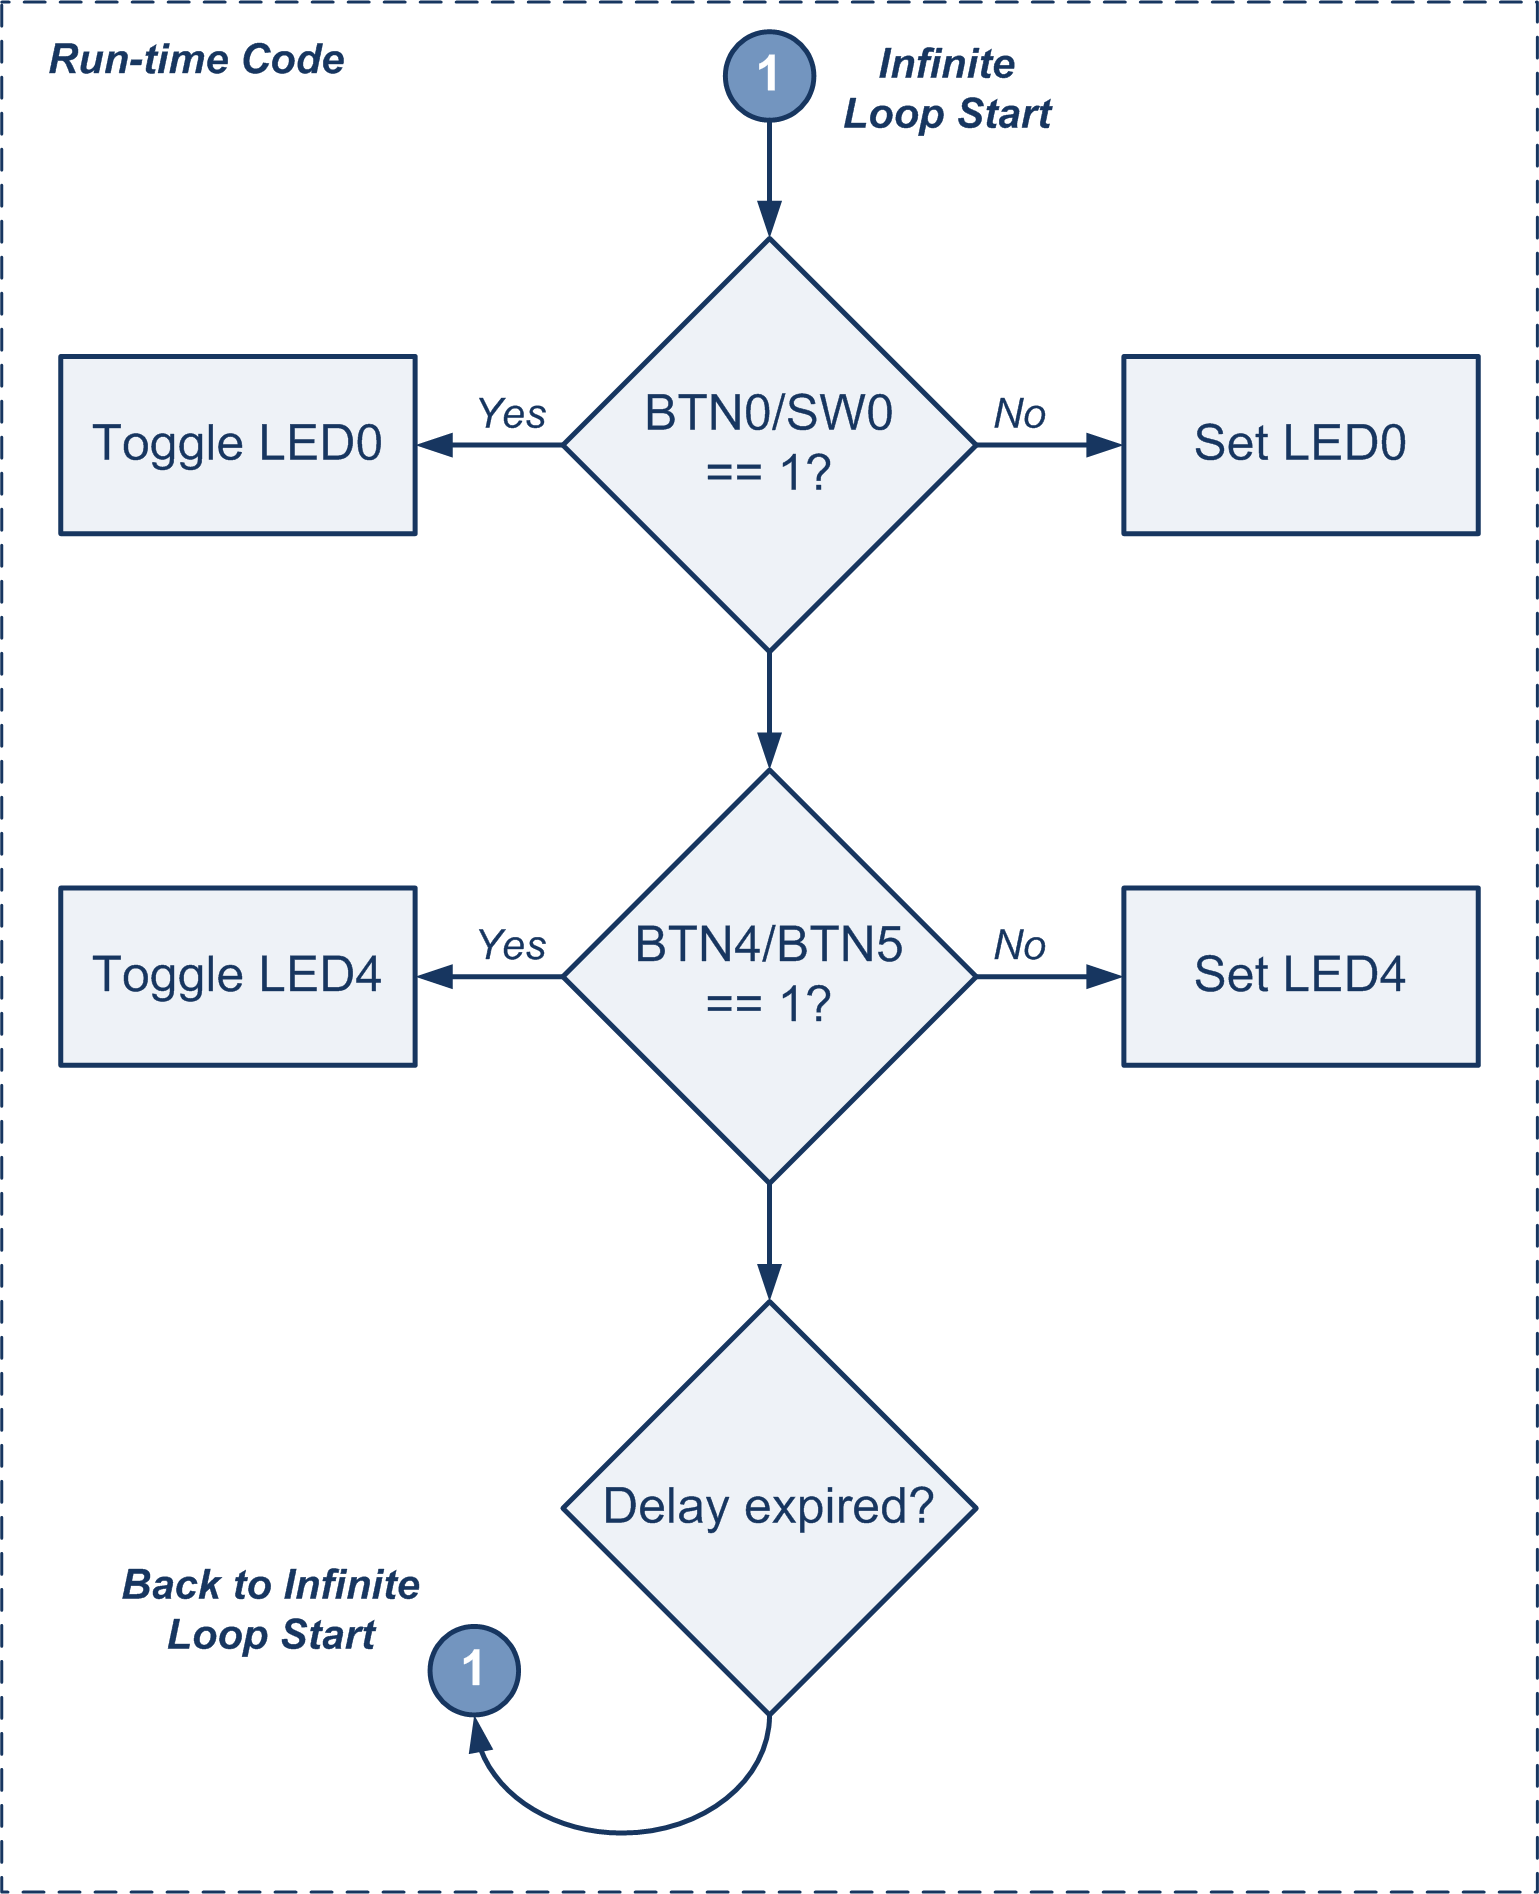 Run-time Code
1
Infinite
Loop Start
BTN0/SW0
== 1?
Yes
No
Toggle LED0
Set LED0
BTN4/BTN5
== 1?
Yes
No
Toggle LED4
Set LED4
Delay expired?
Back to Infinite
Loop Start
1